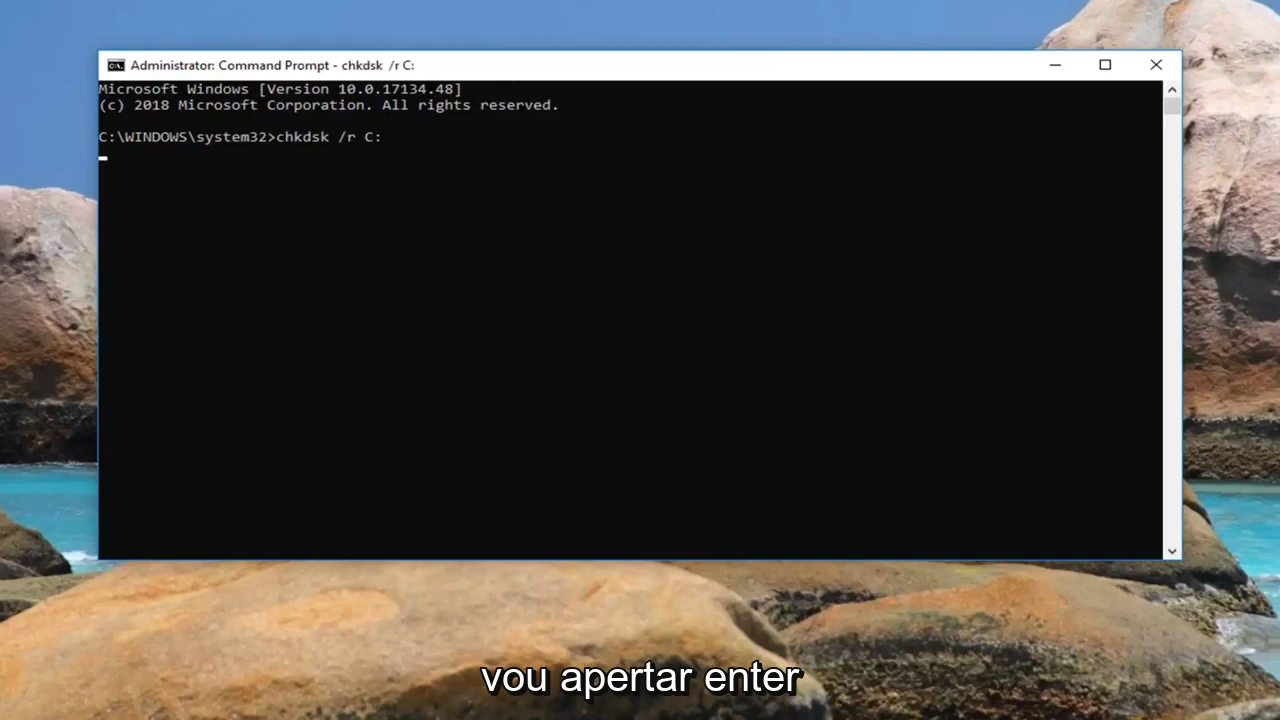 Administrator: Command Prompt - chkdsk /r C:
Microsoft Windows [Version 10.0.17134.48]
(c) 2018 Microsoft Corporation. All rights reserved.
C:\WINDOWS\system32>chkdsk /r C:
vou apertar enter